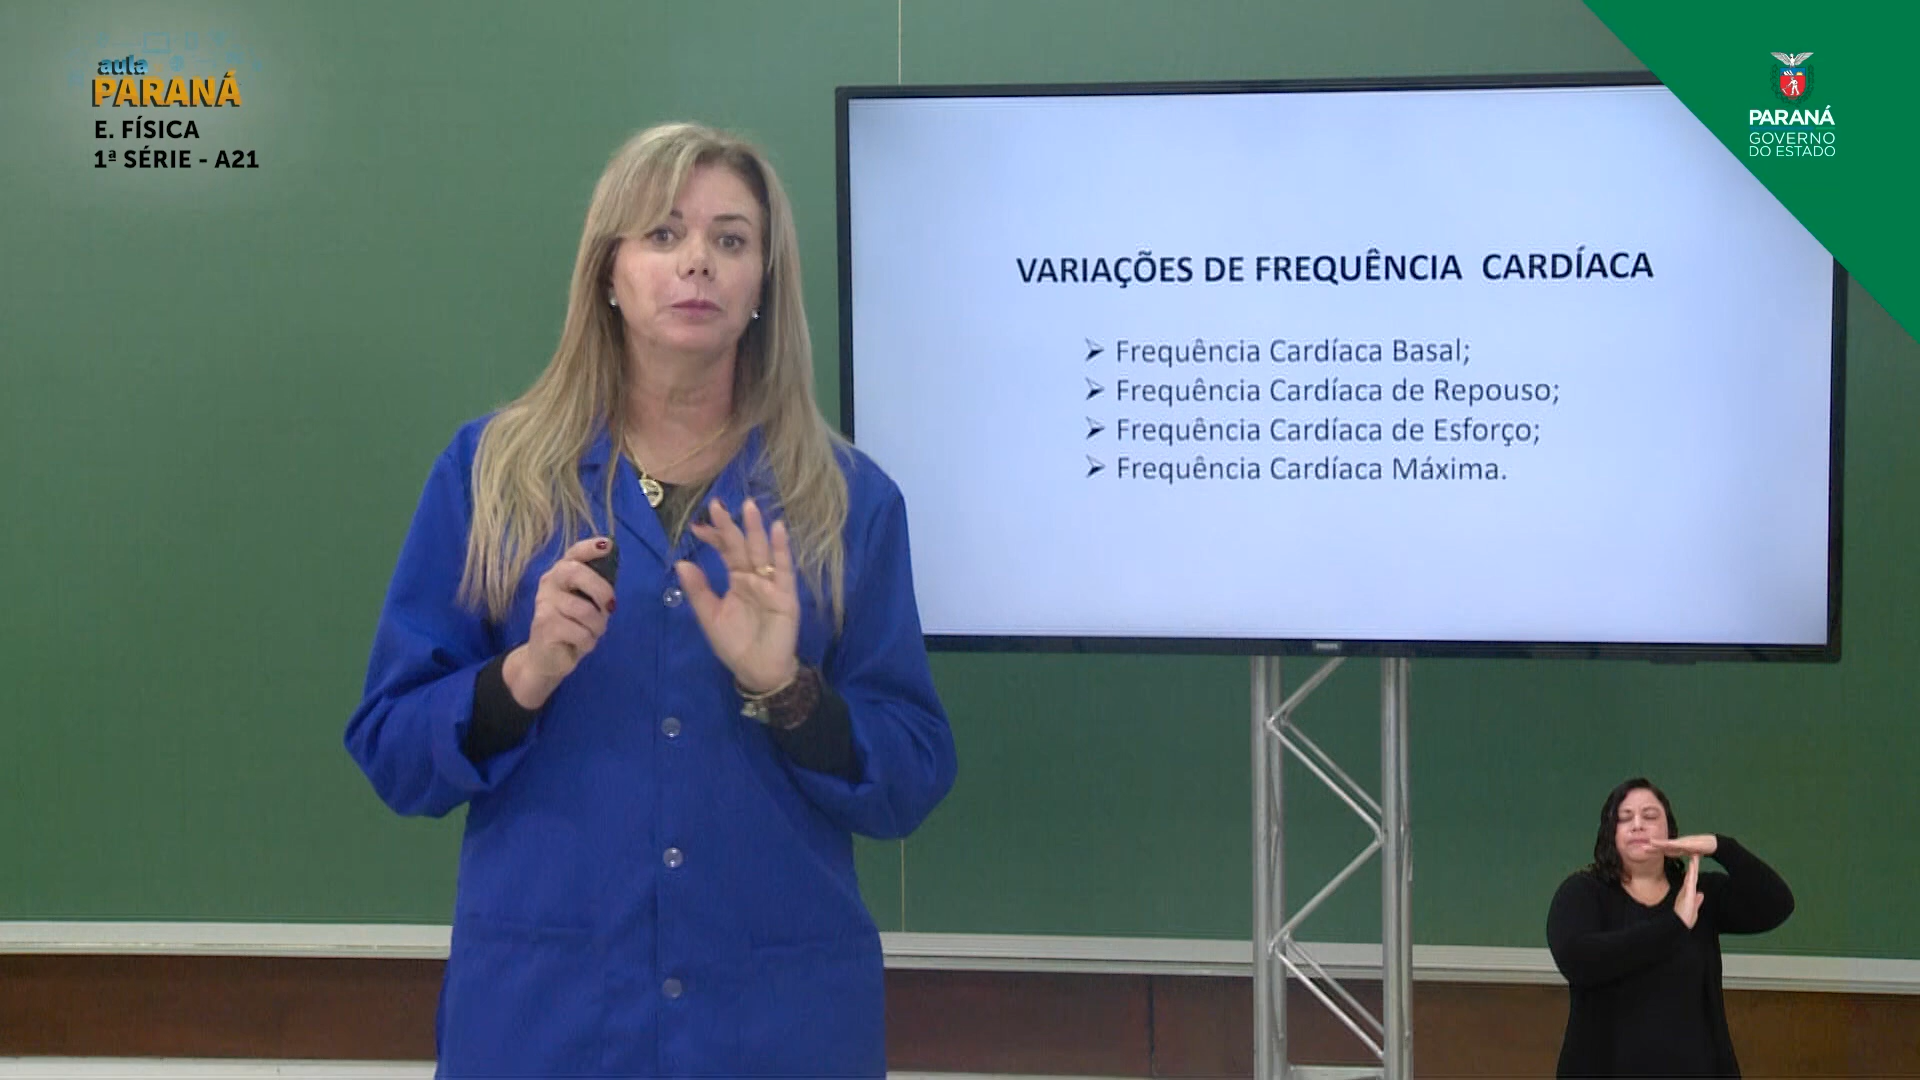 aula
PARANÁ
E. FÍSICA
1ª SÉRIE - A21
PARANÁ
GOVERNO
DO ESTADO
VARIAÇÕES DE FREQUÊNCIA CARDÍACA
➢ Frequência Cardíaca Basal;
➢ Frequência Cardíaca de Repouso;
➢ Frequência Cardíaca de Esforço;
➢ Frequência Cardíaca Máxima.